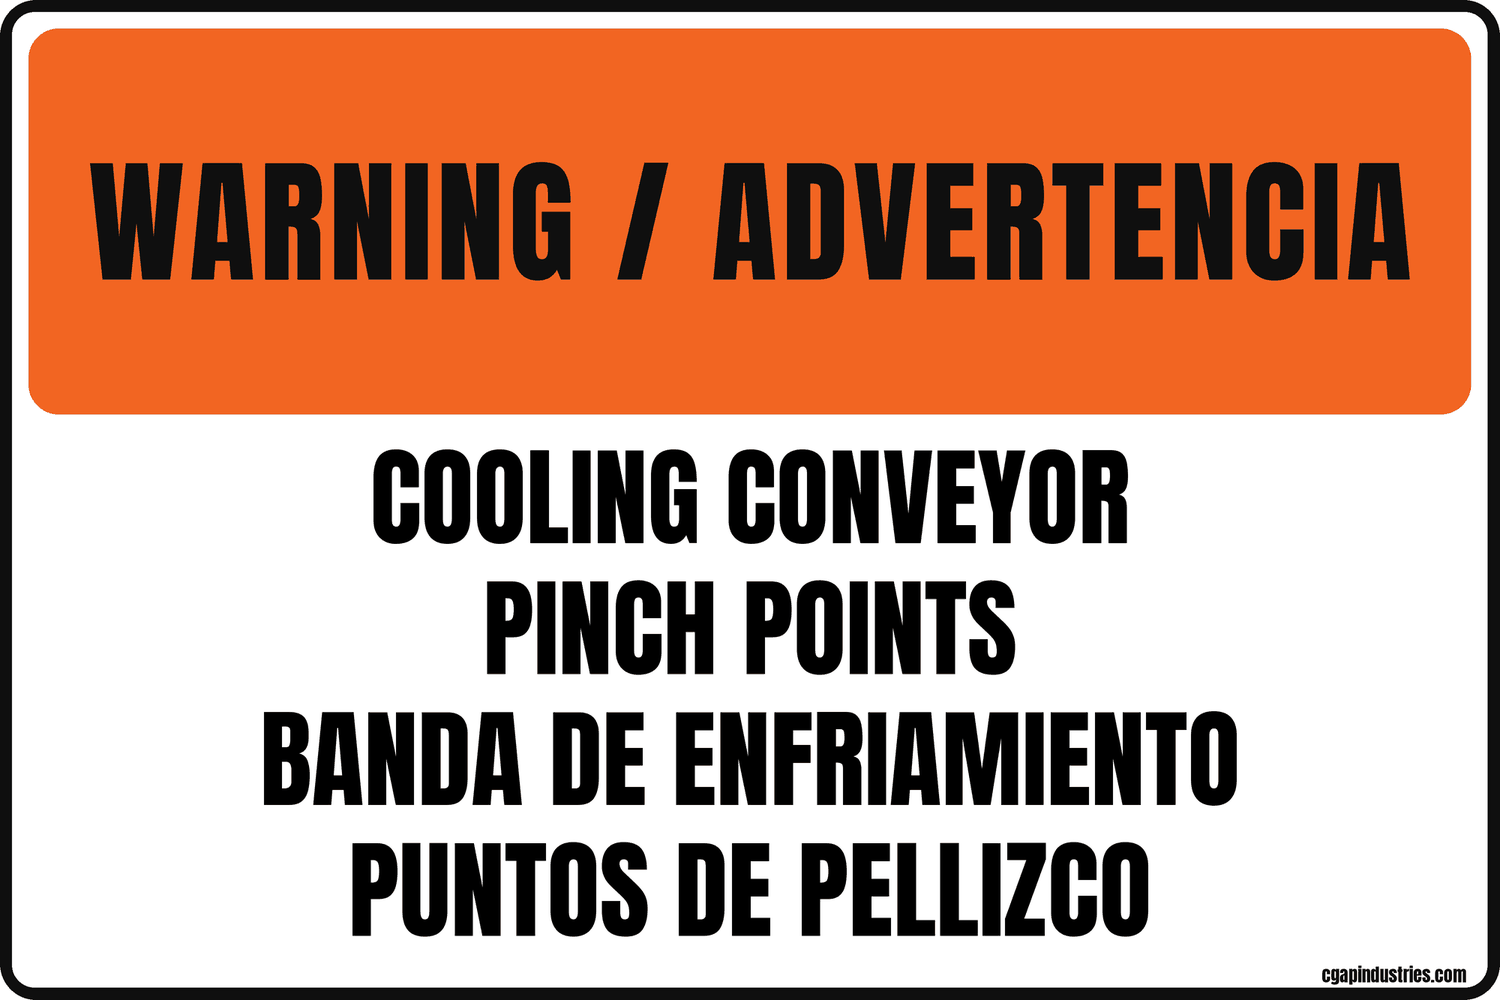 WARNING / ADVERTENCIA
COOLING CONVEYOR
PINCH POINTS
BANDA DE ENFRIAMIENTO
PUNTOS DE PELLIZCO
cgapindustries.com